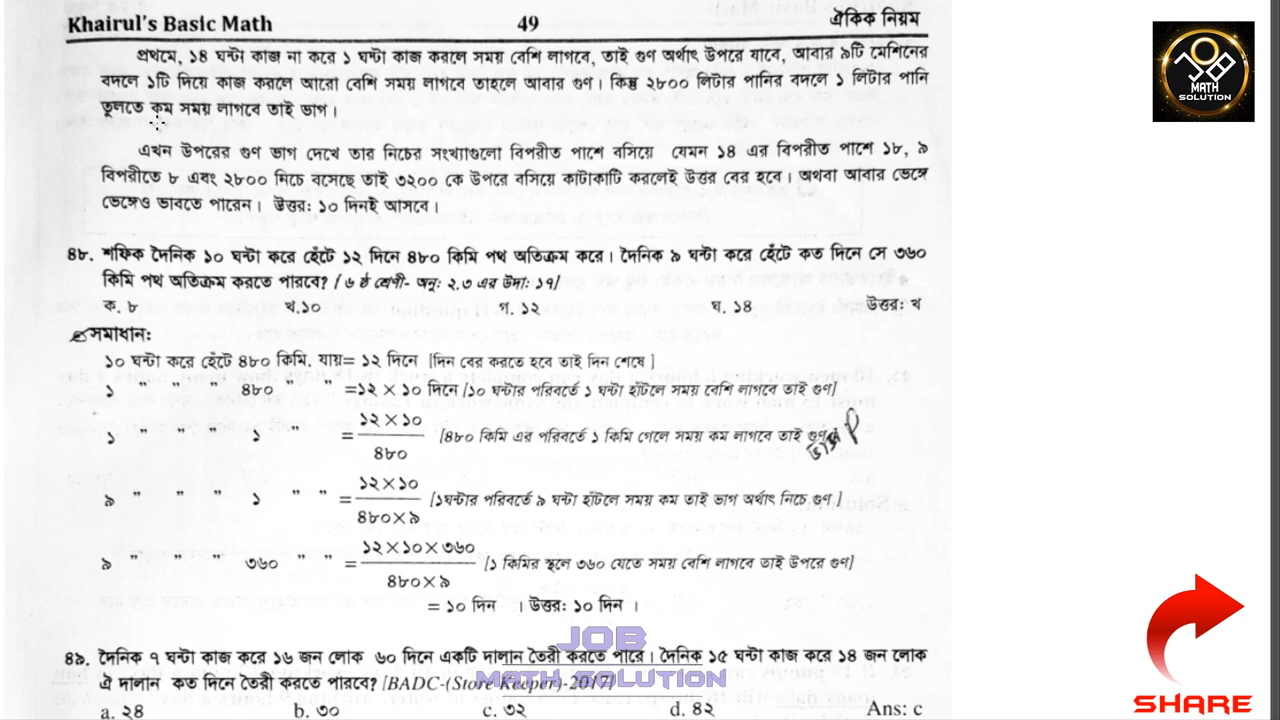 Khairul's Basic Math 49 ঐকিক নিয়ম
প্রথমে, ১৪ ঘন্টা কাজ না করে ১ ঘন্টা কাজ করলে সময় বেশি লাগবে, তাই গুণ অর্থাৎ উপরে যাবে, আবার ৯টি মেশিনের
বদলে ১টি দিয়ে কাজ করলে আরো বেশি সময় লাগবে তাহলে আবার গুণ। কিন্তু ২৮০০ লিটার পানির বদলে ১ লিটার পানি
তুলতে কম সময় লাগবে তাই ভাগ।
এখন উপরের গুণ ভাগ দেখে তার নিচের সংখ্যাগুলো বিপরীত পাশে বসিয়ে যেমন ১৪ এর বিপরীত পাশে ১৮, ৯
বিপরীতে ৮ এবং ২৮০০ নিচে বসেছে তাই ৩২০০ কে উপরে বসিয়ে কাটাকাটি করলেই উত্তর বের হবে। অথবা আবার ভেঙ্গে
ভেঙ্গেও ভাবতে পারেন। উত্তর: ১০ দিনই আসবে।
৪৮. শফিক দৈনিক ১০ ঘন্টা করে হেঁটে ১২ দিনে ৪৮০ কিমি পথ অতিক্রম করে। দৈনিক ৯ ঘন্টা করে হেঁটে কত দিনে সে ৩৬০
কিমি পথ অতিক্রম করতে পারবে? [৬ষ্ঠ শ্রেণী- অনু: ২.৩ এর উদা: ১৭]
ক. ৮ খ.১০ গ. ১২ ঘ. ১৪ উত্তর: খ
সমাধান:
১০ ঘন্টা করে হেঁটে ৪৮০ কিমি. যায়= ১২ দিনে [দিন বের করতে হবে তাই দিন শেষে]
১ " " " ৪৮০ " " =১২ × ১০ দিনে [১০ ঘন্টার পরিবর্তে ১ ঘন্টা হাঁটলে সময় বেশি লাগবে তাই গুণ]
১ " " " ১ " = ১২×১০/৪৮০ [৪৮০ কিমি এর পরিবর্তে ১ কিমি গেলে সময় কম লাগবে তাই গুণ] ভাগ
৯ " " " ১ " " = ১২×১০/৪৮০×৯ [১ঘন্টার পরিবর্তে ৯ ঘন্টা হাঁটলে সময় কম তাই ভাগ অর্থাৎ নিচে গুণ]
৯ " " " ৩৬০ " " = ১২×১০×৩৬০/৪৮০×৯ [১ কিমির স্থলে ৩৬০ যেতে সময় বেশি লাগবে তাই উপরে গুণ]
= ১০ দিন । উত্তর: ১০ দিন ।
৪৯. দৈনিক ৭ ঘন্টা কাজ করে ১৬ জন লোক ৬০ দিনে একটি দালান তৈরী করতে পারে। দৈনিক ১৫ ঘন্টা কাজ করে ১৪ জন লোক
ঐ দালান কত দিনে তৈরী করতে পারবে? [BADC-(Store Keeper)-2017]
a. ২৪ b. ৩০ c. ৩২ d. ৪২ Ans: c
JOB
MATH SOLUTION
MATH
SOLUTION
SHARE